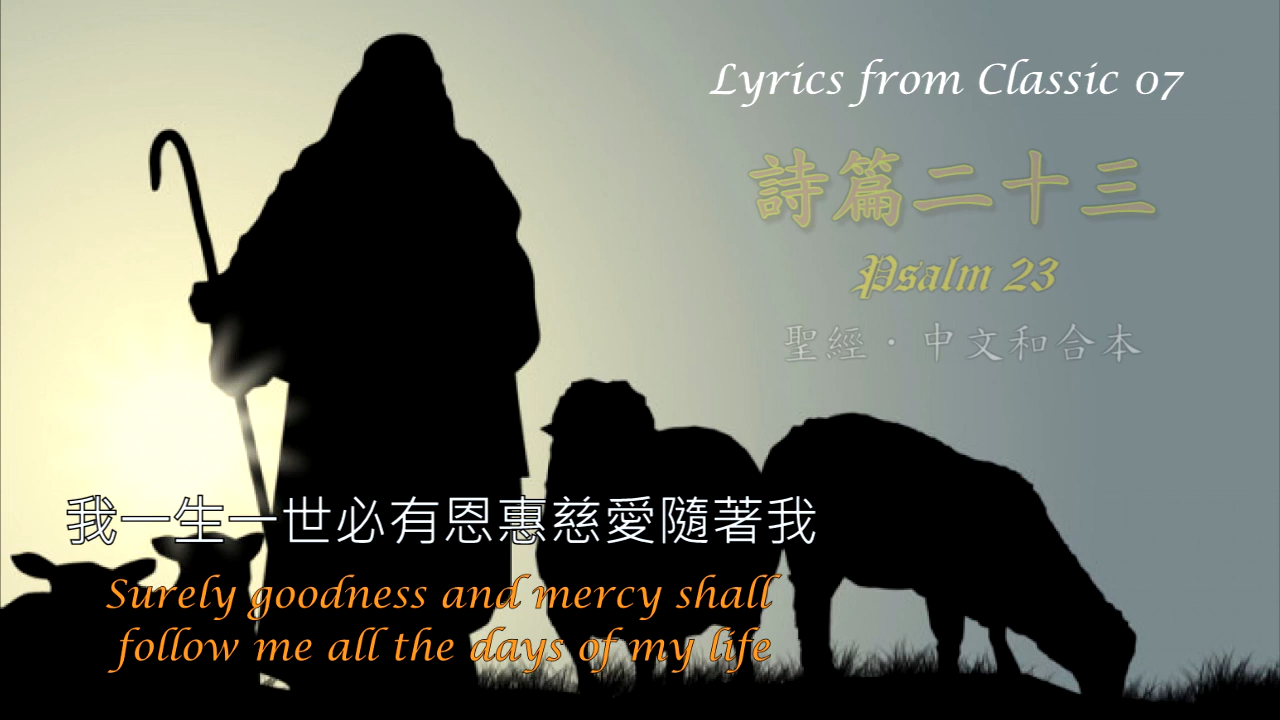 Lyrics from Classic 07
詩篇二十三
Psalm 23
聖經·中文和合本
我一生一世必有恩惠慈愛隨著我
Surely goodness and mercy shall
follow me all the days of my life